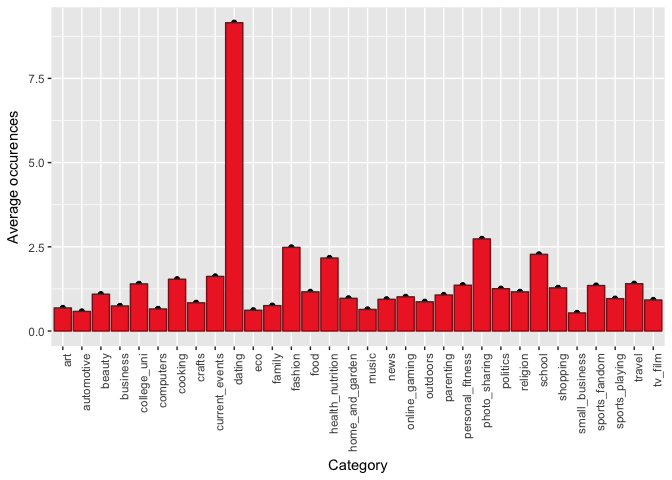 Average occurences
7.5
5.0
2.5
0.0
art
automotive
beauty
business
college_uni
computers
cooking
crafts
current_events
dating
eco
family
fashion
food
health_nutrition
home_and_garden
music
news
online_gaming
outdoors
parenting
personal_fitness
photo_sharing
politics
religion
school
shopping
small_business
sports_fandom
sports_playing
travel
tv_film
Category